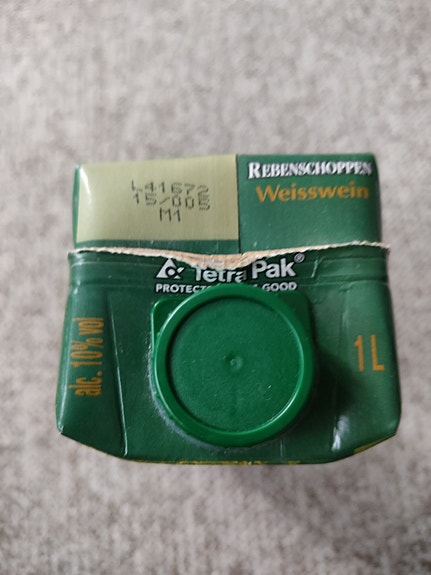 L41672
15/005
M1
REBENSCHOPPEN
Weisswein
Tetra Pak®
PROTECTS GOOD
alc. 10% vol
1L